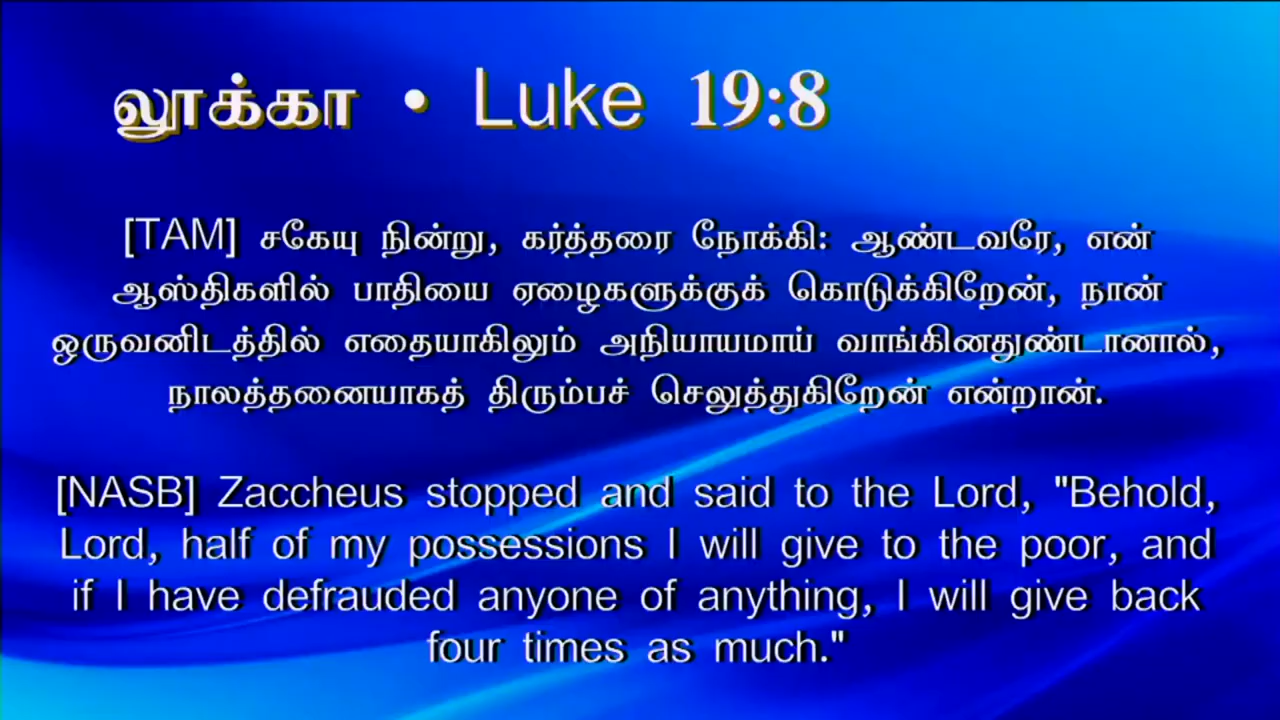 லூக்கா • Luke 19:8
[TAM] சகேயு நின்று, கர்த்தரை நோக்கி: ஆண்டவரே, என்
ஆஸ்திகளில் பாதியை ஏழைகளுக்குக் கொடுக்கிறேன், நான்
ஒருவனிடத்தில் எதையாகிலும் அநியாயமாய் வாங்கினதுண்டானால்,
நாலத்தனையாகத் திரும்பச் செலுத்துகிறேன் என்றான்.
[NASB] Zaccheus stopped and said to the Lord, "Behold,
Lord, half of my possessions I will give to the poor, and
if I have defrauded anyone of anything, I will give back
four times as much."